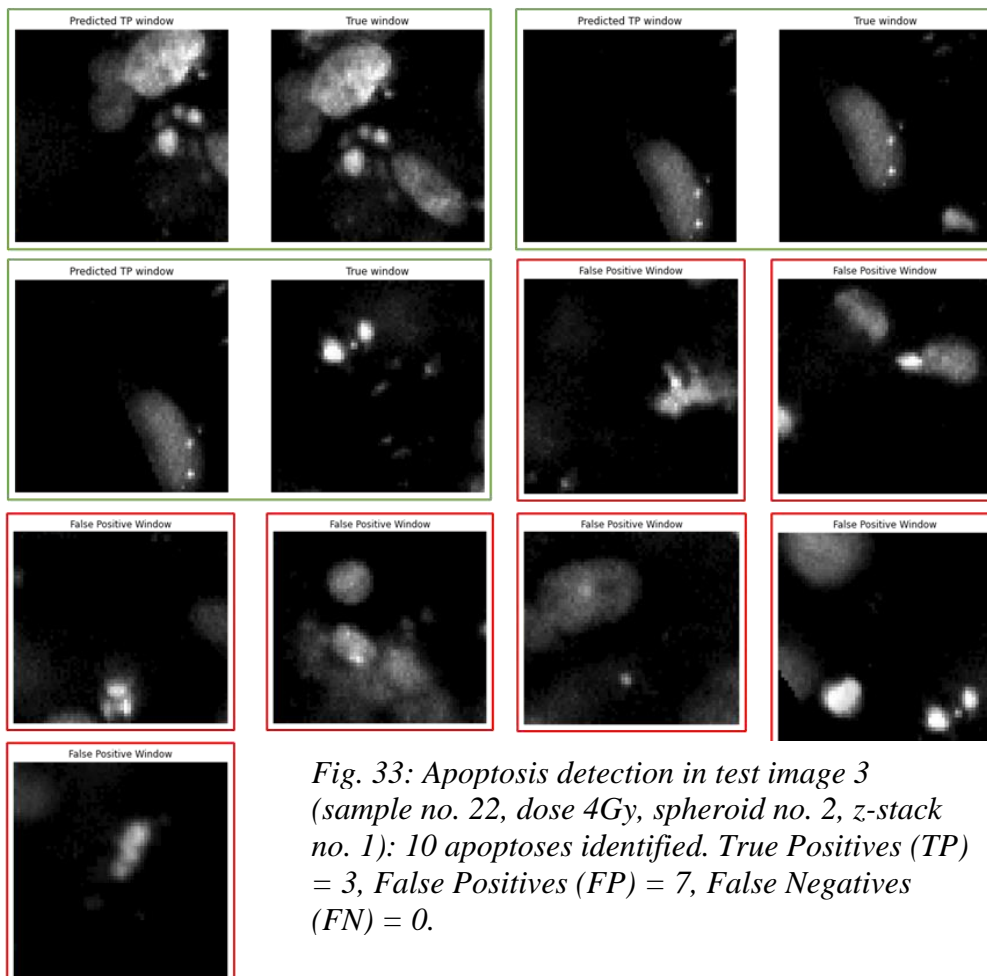 Predicted TP window
True window
Predicted TP window
True window
Predicted TP window
True window
False Positive Window
False Positive Window
False Positive Window
False Positive Window
False Positive Window
False Positive Window
False Positive Window
Fig. 33: Apoptosis detection in test image 3
(sample no. 22, dose 4Gy, spheroid no. 2, z-stack
no. 1): 10 apoptoses identified. True Positives (TP)
= 3, False Positives (FP) = 7, False Negatives
(FN) = 0.